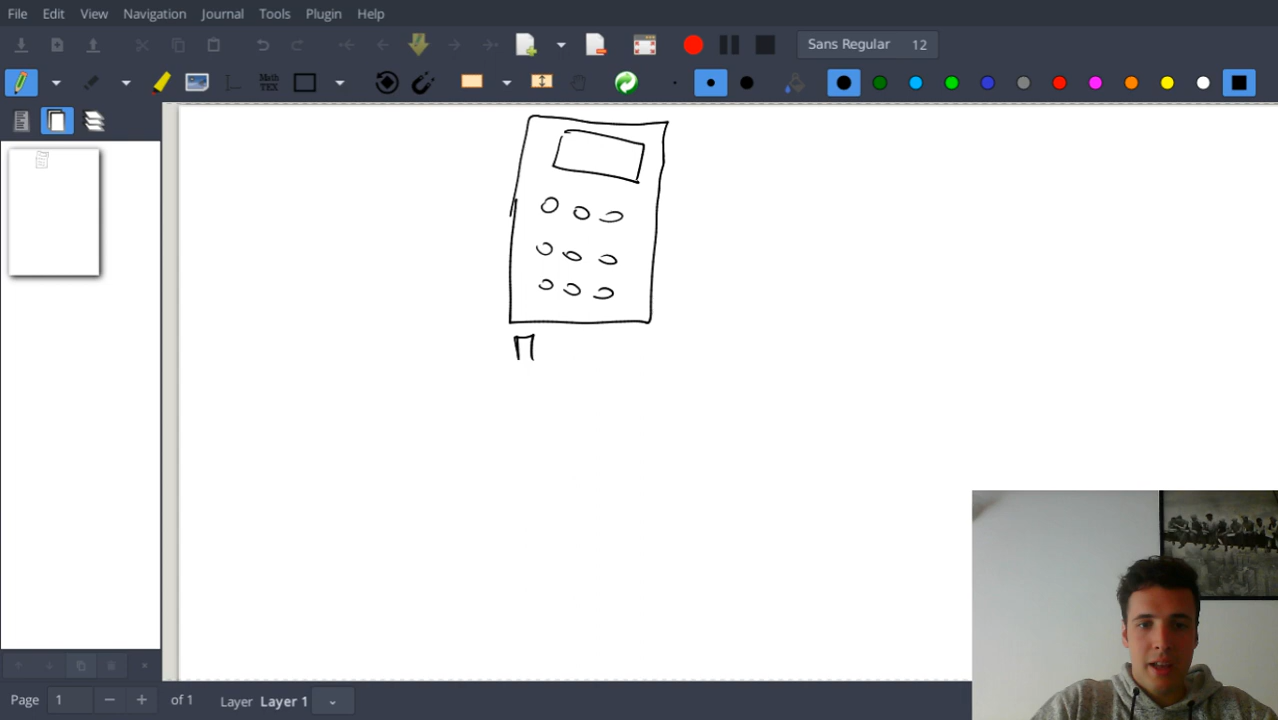 File Edit View Navigation Journal Tools Plugin Help
Math TEX Sans Regular 12
П
Page 1 of 1 Layer Layer 1